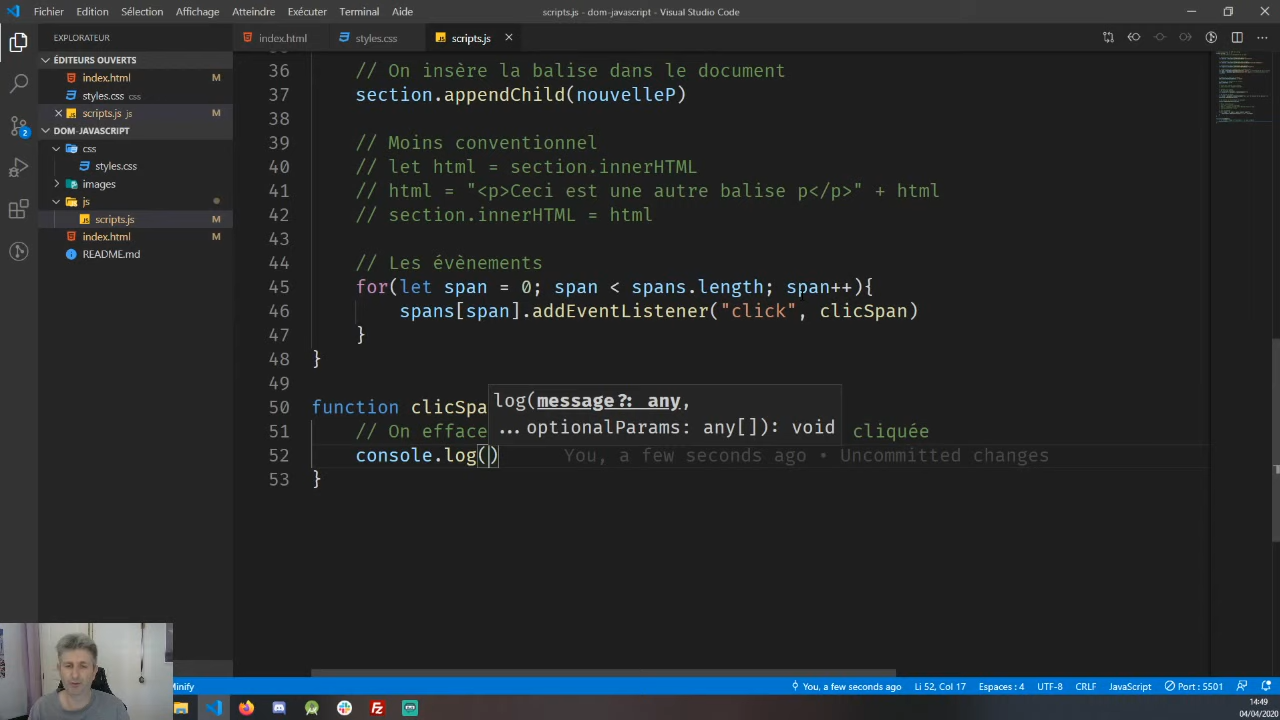 Fichier Edition Sélection Affichage Atteindre Exécuter Terminal Aide scripts.js - dom-javascript - Visual Studio Code
EXPLORATEUR
index.html styles.css scripts.js
ÉDITEURS OUVERTS
index.html M
styles.css css
scripts.js js M
DOM-JAVASCRIPT
css
styles.css
images
js
scripts.js M
index.html M
README.md
2
36 // On insère la balise dans le document
37 section.appendChild(nouvelleP)
38
39 // Moins conventionnel
40 // let html = section.innerHTML
41 // html = "<p>Ceci est une autre balise p</p>" + html
42 // section.innerHTML = html
43
44 // Les évènements
45 for(let span = 0; span < spans.length; span++){
46 spans[span].addEventListener("click", clicSpan)
47 }
48 }
49
log(message?: any,
...optionalParams: any[]): void
50 function clicSpa
51 // On efface cliquée
52 console.log() You, a few seconds ago • Uncommitted changes
53 }
Minify You, a few seconds ago Li 52, Col 17 Espaces : 4 UTF-8 CRLF JavaScript Port : 5501
14:49
04/04/2020